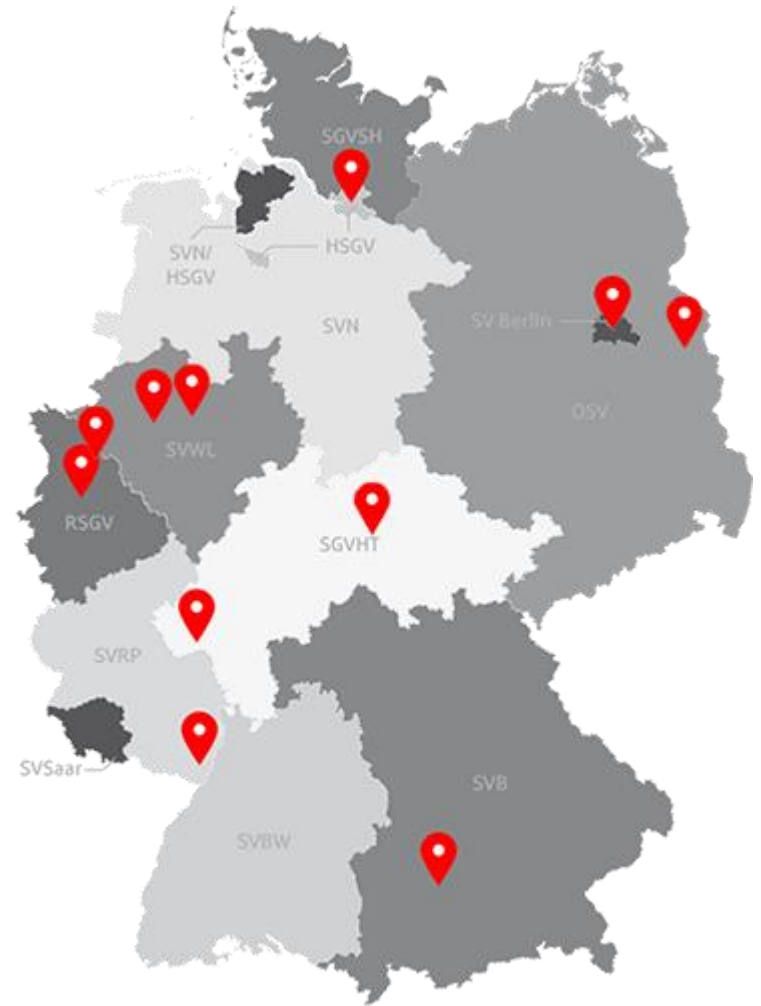 SGVSH
HSGV
SVN/
HSGV
SVN
SV Berlin
OSV
SVWL
RSGV
SGVHT
SVRP
SVSaar
SVB
SVBW